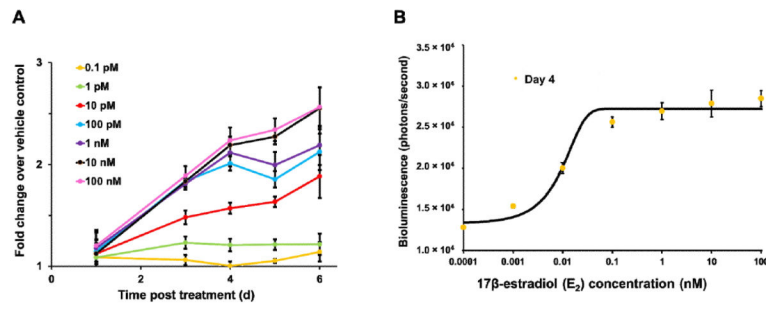 A
Fold change over vehicle control
3
2
1
0.1 pM
1 pM
10 pM
100 pM
1 nM
10 nM
100 nM
0 2 4 6
Time post treatment (d)
B
Bioluminescence (photons/second)
3.5 × 10⁶
3.0 × 10⁶
2.5 × 10⁶
2.0 × 10⁶
1.5 × 10⁶
1.0 × 10⁶
Day 4
0.0001 0.001 0.01 0.1 1 10 100
17β-estradiol (E₂) concentration (nM)